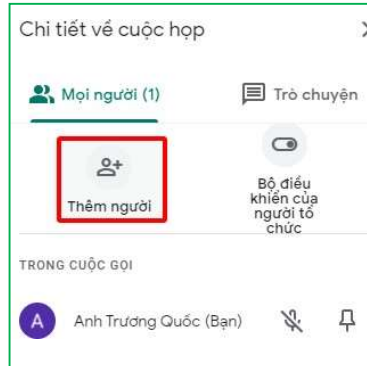 Chi tiết về cuộc họp
Mọi người (1)
Trò chuyện
Thêm người
Bộ điều
khiển của
người tổ
chức
TRONG CUỘC GỌI
A
Anh Trương Quốc (Bạn)